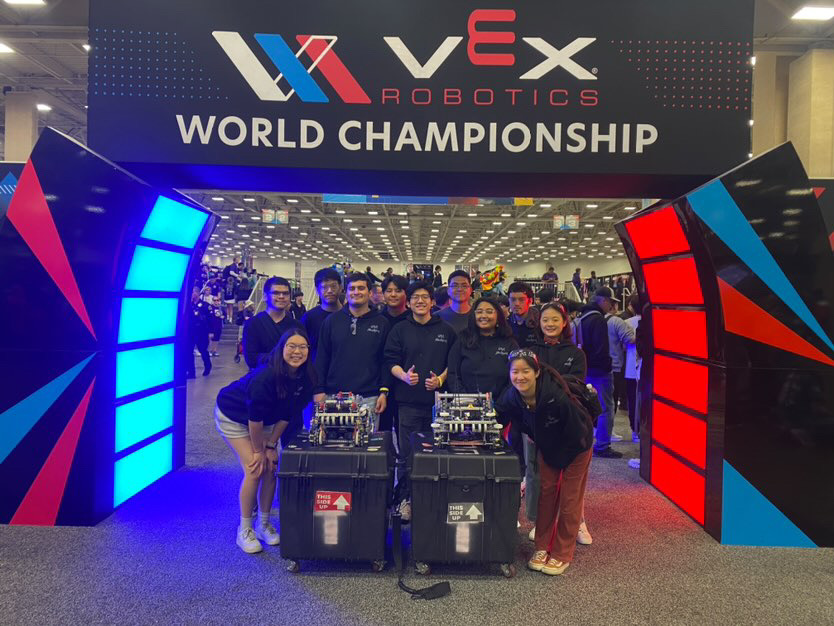 VEX®
ROBOTICS
WORLD CHAMPIONSHIP
THIS
SIDE
UP
THIS
SIDE
UP